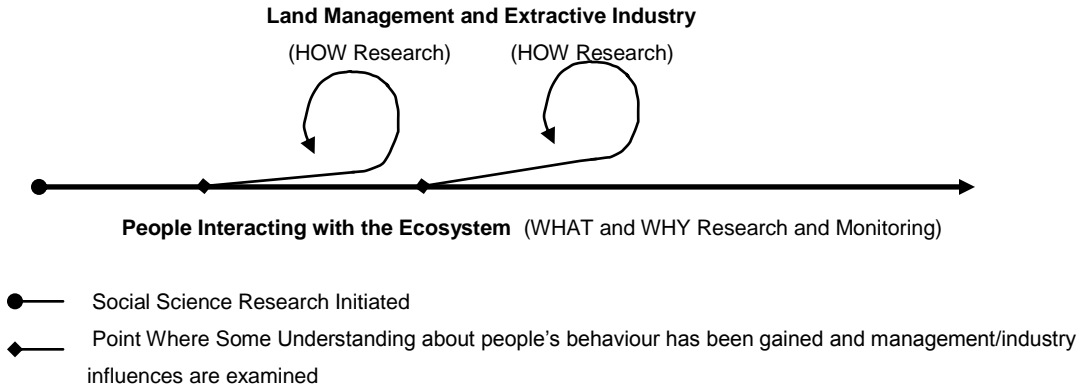 Land Management and Extractive Industry
(HOW Research) (HOW Research)
People Interacting with the Ecosystem (WHAT and WHY Research and Monitoring)
Social Science Research Initiated
Point Where Some Understanding about people's behaviour has been gained and management/industry
influences are examined